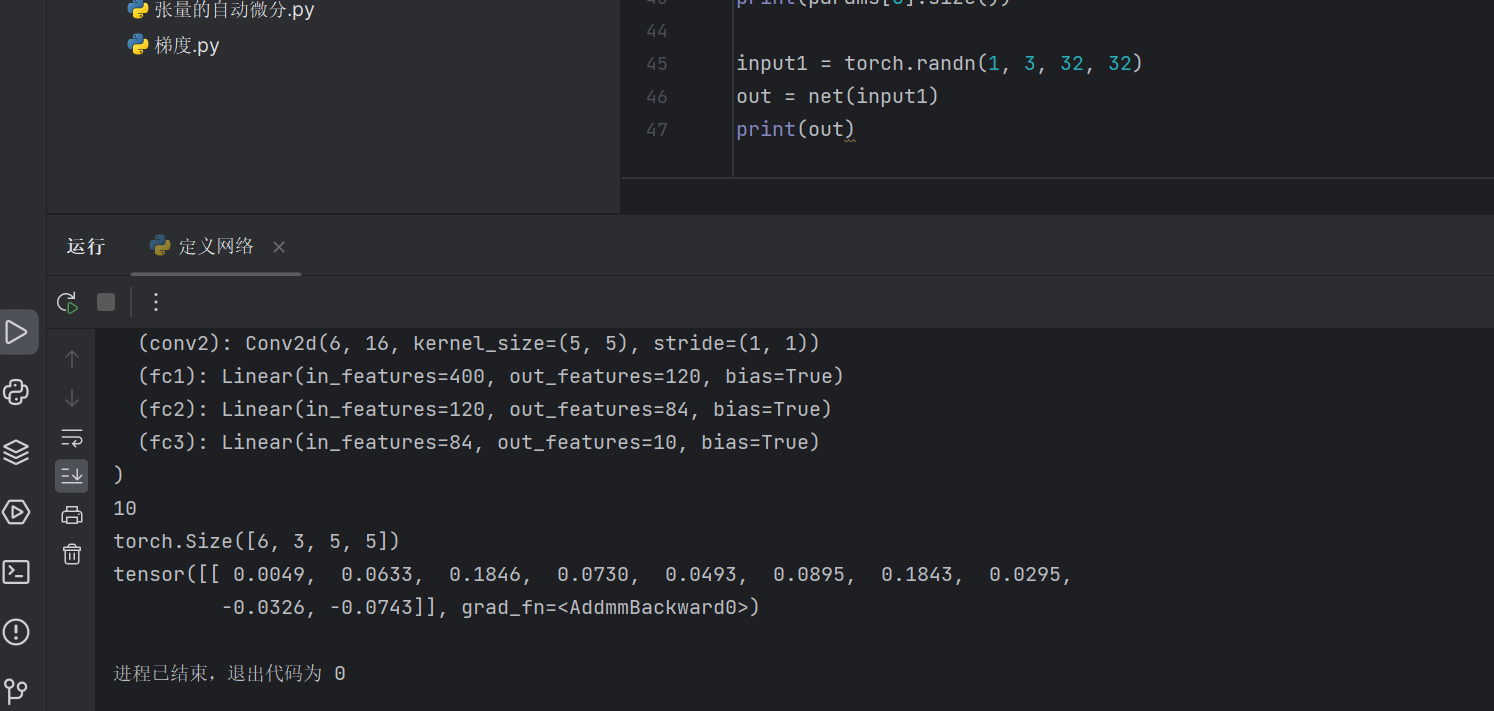 张量的自动微分.py
梯度.py
43 print(params[0].size())
44
45 input1 = torch.randn(1, 3, 32, 32)
46 out = net(input1)
47 print(out)
运行 定义网络
(conv2): Conv2d(6, 16, kernel_size=(5, 5), stride=(1, 1))
(fc1): Linear(in_features=400, out_features=120, bias=True)
(fc2): Linear(in_features=120, out_features=84, bias=True)
(fc3): Linear(in_features=84, out_features=10, bias=True)
)
10
torch.Size([6, 3, 5, 5])
tensor([[ 0.0049, 0.0633, 0.1846, 0.0730, 0.0493, 0.0895, 0.1843, 0.0295,
-0.0326, -0.0743]], grad_fn=<AddmmBackward0>)
进程已结束，退出代码为 0